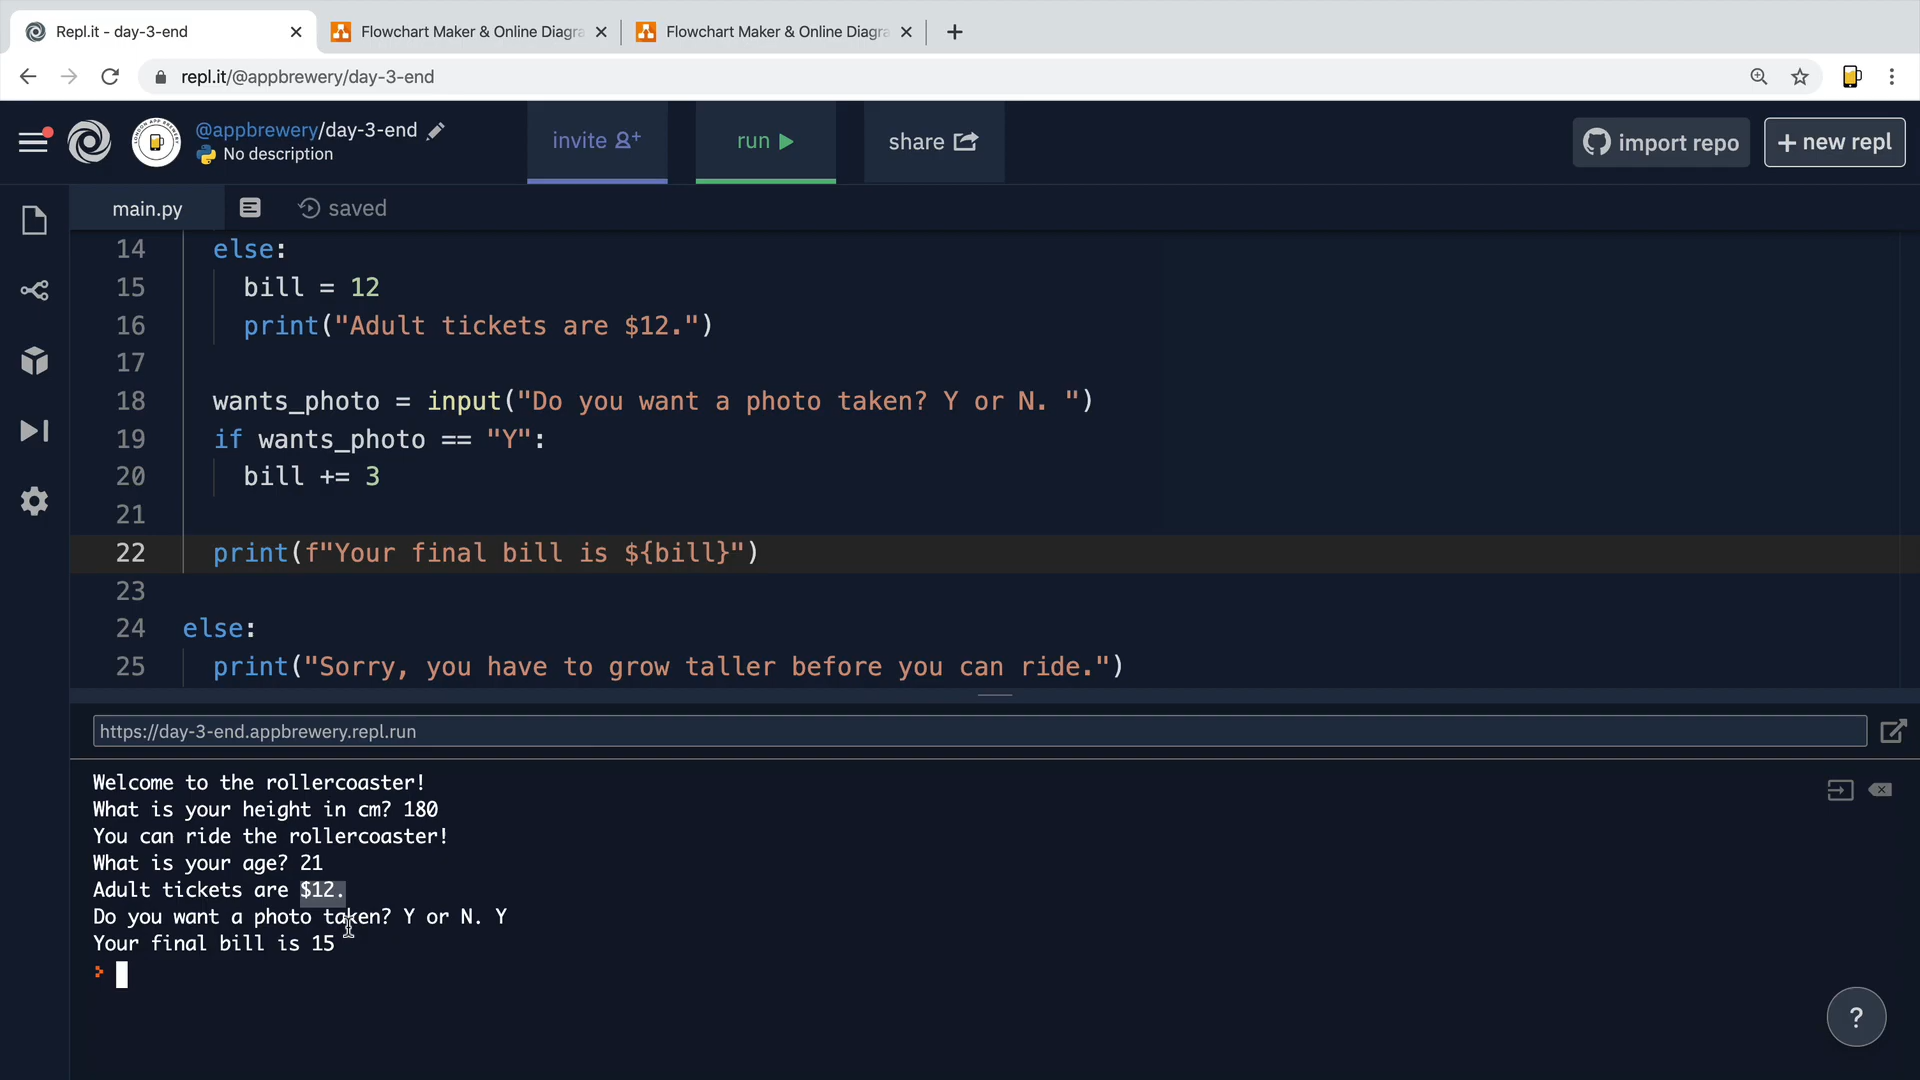 Repl.it - day-3-end
Flowchart Maker & Online Diagra
Flowchart Maker & Online Diagra
repl.it/@appbrewery/day-3-end
@appbrewery/day-3-end
No description
invite
run
share
import repo
+ new repl
main.py
saved
14 else:
15 bill = 12
16 print("Adult tickets are $12.")
17
18 wants_photo = input("Do you want a photo taken? Y or N. ")
19 if wants_photo == "Y":
20 bill += 3
21
22 print(f"Your final bill is ${bill}")
23
24 else:
25 print("Sorry, you have to grow taller before you can ride.")
https://day-3-end.appbrewery.repl.run
Welcome to the rollercoaster!
What is your height in cm? 180
You can ride the rollercoaster!
What is your age? 21
Adult tickets are $12.
Do you want a photo taken? Y or N. Y
Your final bill is 15
?